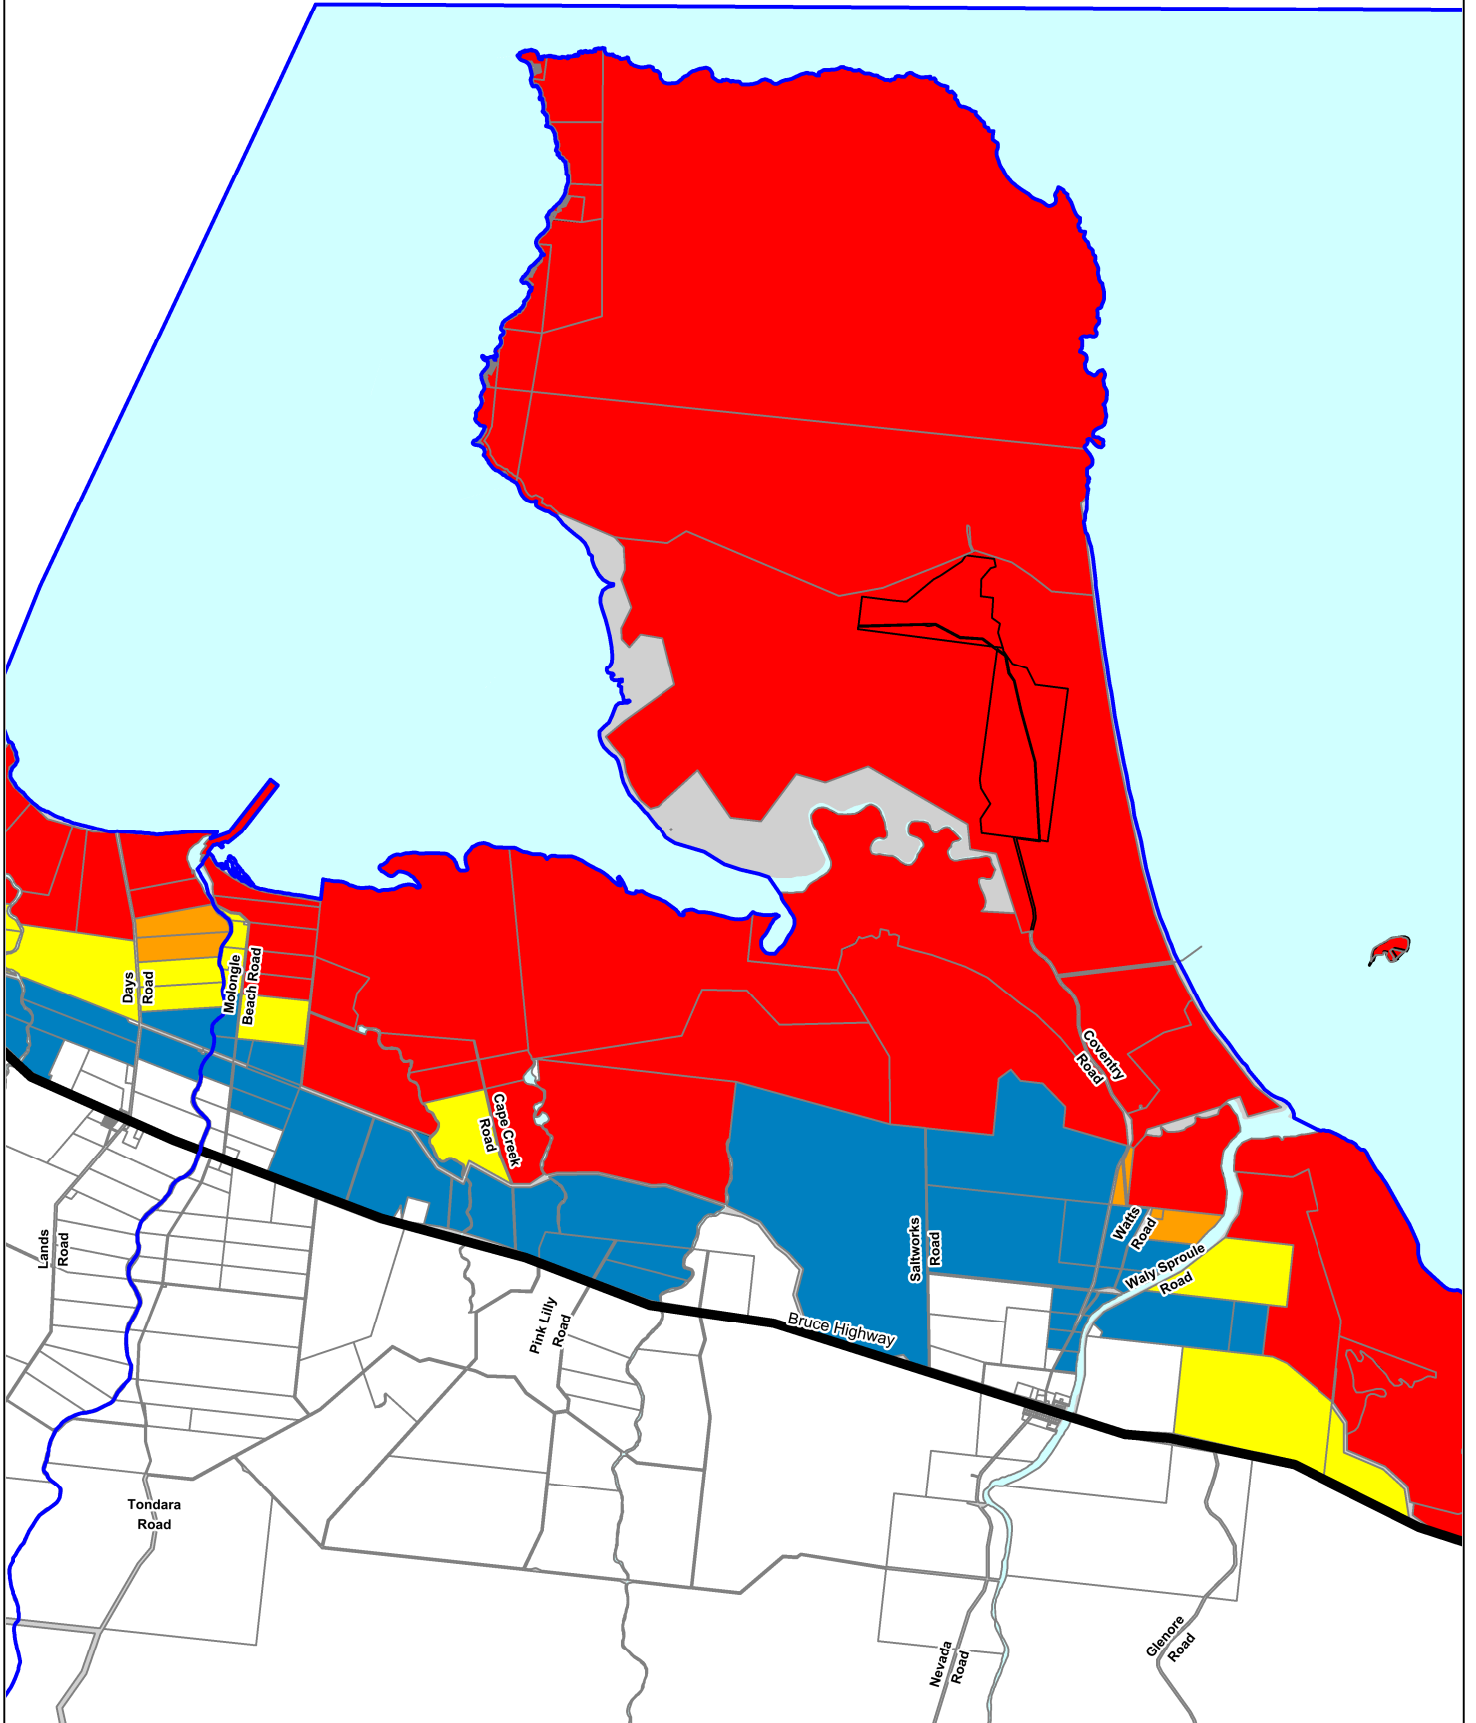 Days
Road
Molongle
Beach Road
Coventry
Road
Cape Creek
Road
Lands
Road
Saltworks
Road
Watts
Road
Waly Sproule
Road
Pink Lilly
Road
Bruce Highway
Tondara
Road
Nevada
Road
Glenore
Road